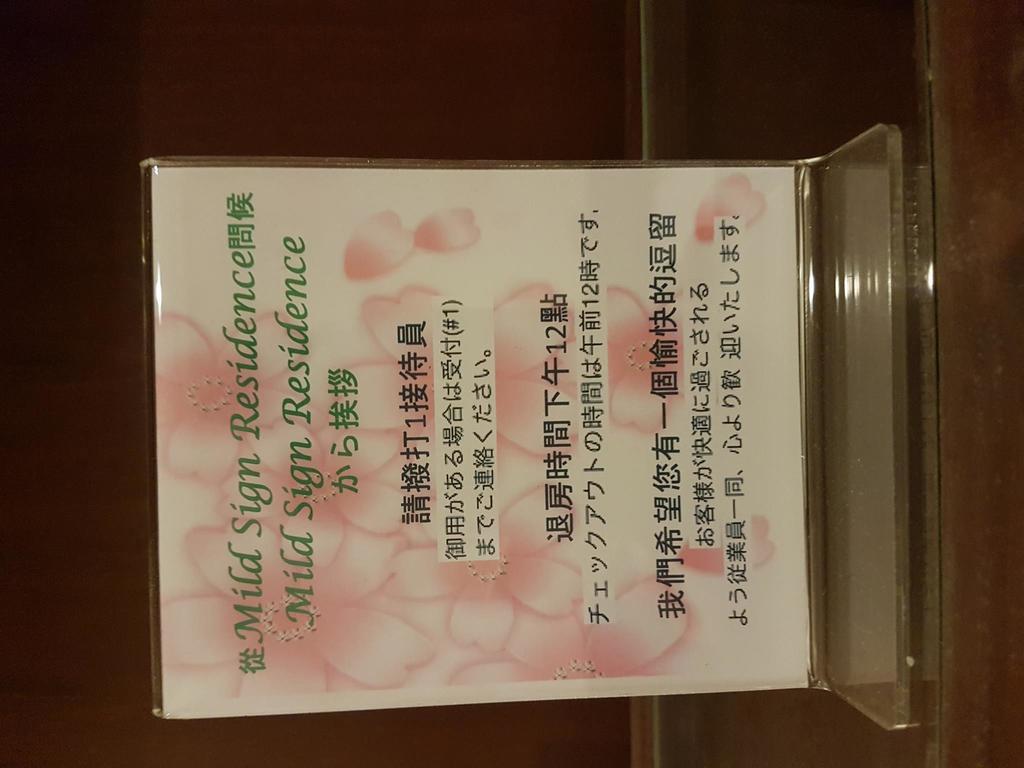 從Mild Sign Residence問候
Mild Sign Residence
から挨拶
請撥打1接待員
御用がある場合は受付(#1)
までご連絡ください。
退房時間下午12點
チェックアウトの時間は午前12時です.
我們希望您有一個愉快的逗留
お客様が快適に過ごされる
よう従業員一同、心より歓 迎いたします。